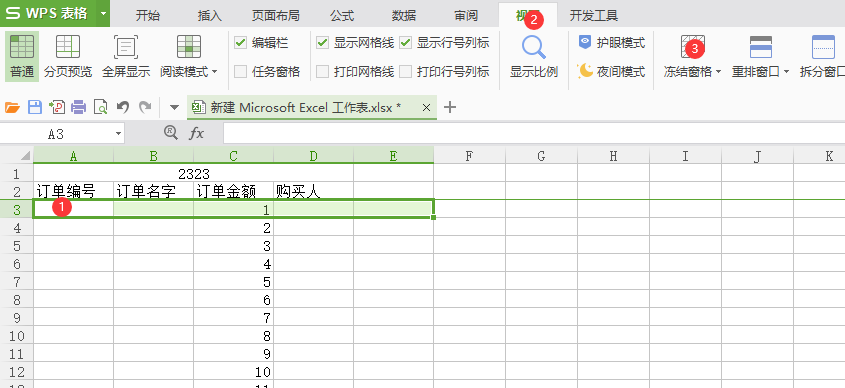 S WPS 表格 开始 插入 页面布局 公式 数据 审阅 2 开发工具
编辑栏 显示网格线 显示行号列标 护眼模式 3
普通 分页预览 全屏显示 阅读模式 任务窗格 打印网格线 打印行号列标 显示比例 夜间模式 冻结窗格 重排窗口 拆分窗口
新建 Microsoft Excel 工作表.xlsx *
A3 fx
A B C D E F G H I J K
1 2323
2 订单编号 订单名字 订单金额 购买人
3 1 1
4 2
5 3
6 4
7 5
8 6
9 7
10 8
11 9
12 10